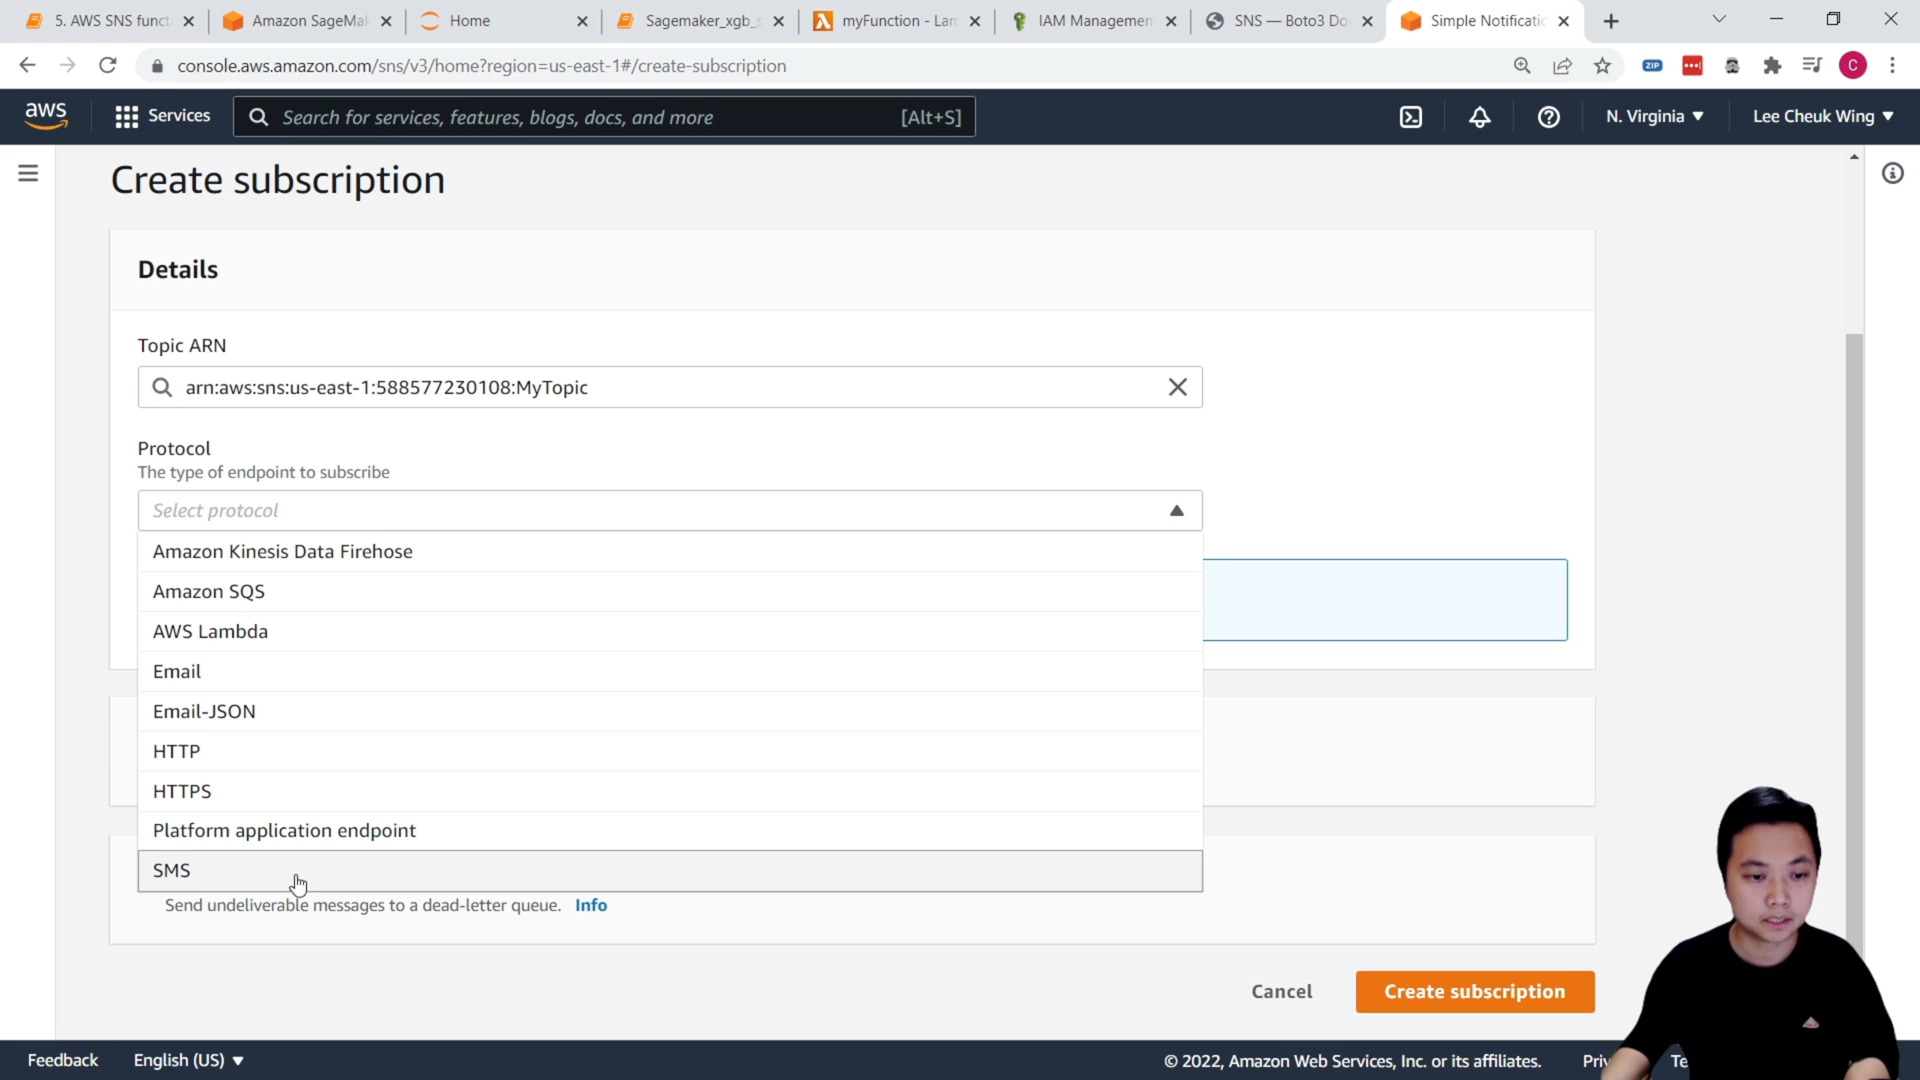 5. AWS SNS funct
Amazon SageMak
Home
Sagemaker_xgb_s
myFunction - Lam
IAM Managemen
SNS — Boto3 Do
Simple Notificatio
console.aws.amazon.com/sns/v3/home?region=us-east-1#/create-subscription
ZIP
C
aws
Services
Search for services, features, blogs, docs, and more
[Alt+S]
N. Virginia
Lee Cheuk Wing
Create subscription
Details
Topic ARN
arn:aws:sns:us-east-1:588577230108:MyTopic
Protocol
The type of endpoint to subscribe
Select protocol
Amazon Kinesis Data Firehose
Amazon SQS
AWS Lambda
Email
Email-JSON
HTTP
HTTPS
Platform application endpoint
SMS
Send undeliverable messages to a dead-letter queue. Info
Cancel
Create subscription
Feedback
English (US)
© 2022, Amazon Web Services, Inc. or its affiliates.
Priv
Te